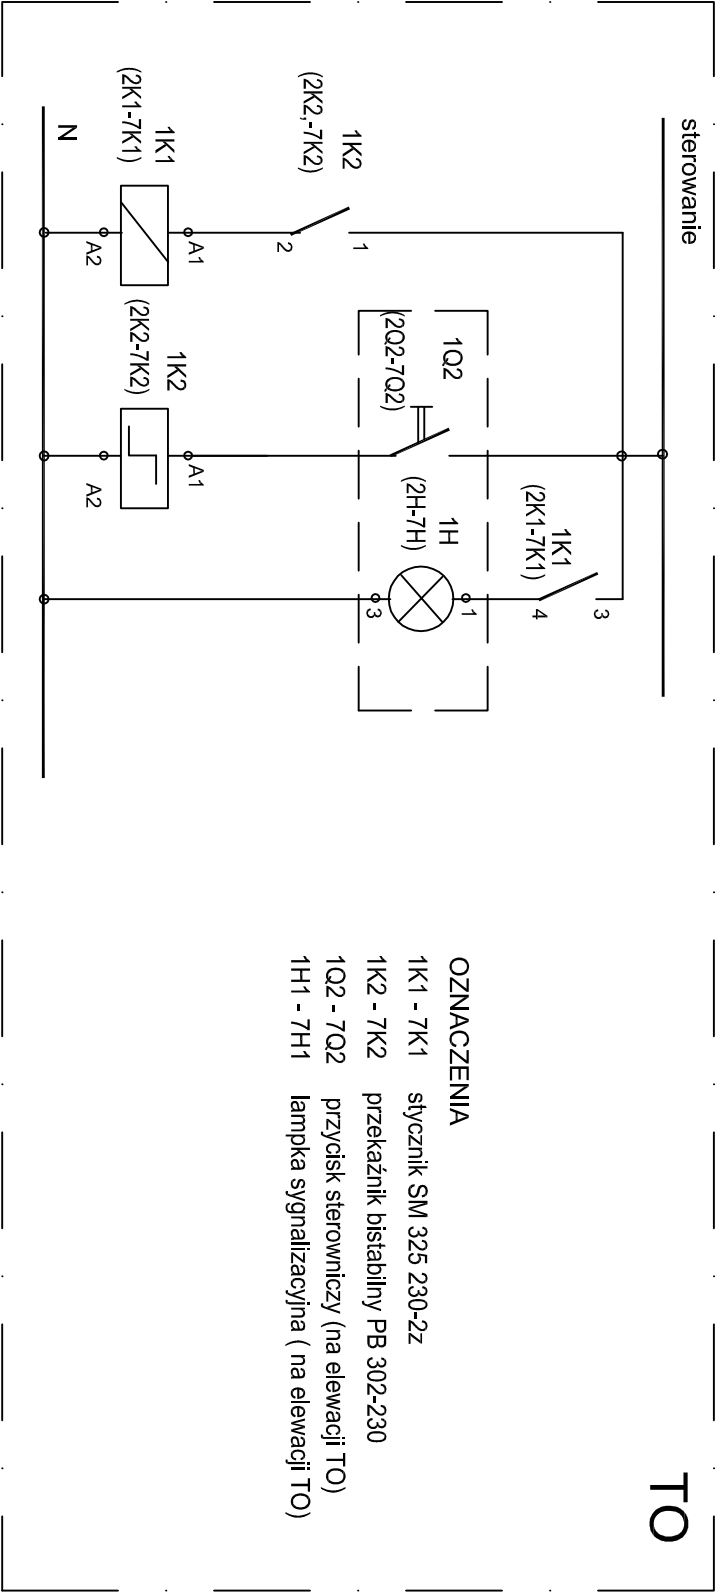 sterowanie
TO
1K2
(2K2,-7K2)
1
2
1K1
(2K1-7K1)
A1
A2
N
1Q2
(2Q2-7Q2)
1K2
(2K2-7K2)
A1
A2
1K1
(2K1-7K1)
3
4
1H
(2H-7H)
1
3
OZNACZENIA
1K1 - 7K1 stycznik SM 325 230-2z
1K2 - 7K2 przekaźnik bistabilny PB 302-230
1Q2 - 7Q2 przycisk sterowniczy (na elewacji TO)
1H1 - 7H1 lampka sygnalizacyjna ( na elewacji TO)